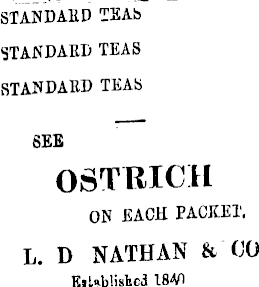 STANDARD TEAS
STANDARD TEAS
STANDARD TEAS
SEE
OSTRICH
ON EACH PACKET,
L. D NATHAN & CO
Established 1840